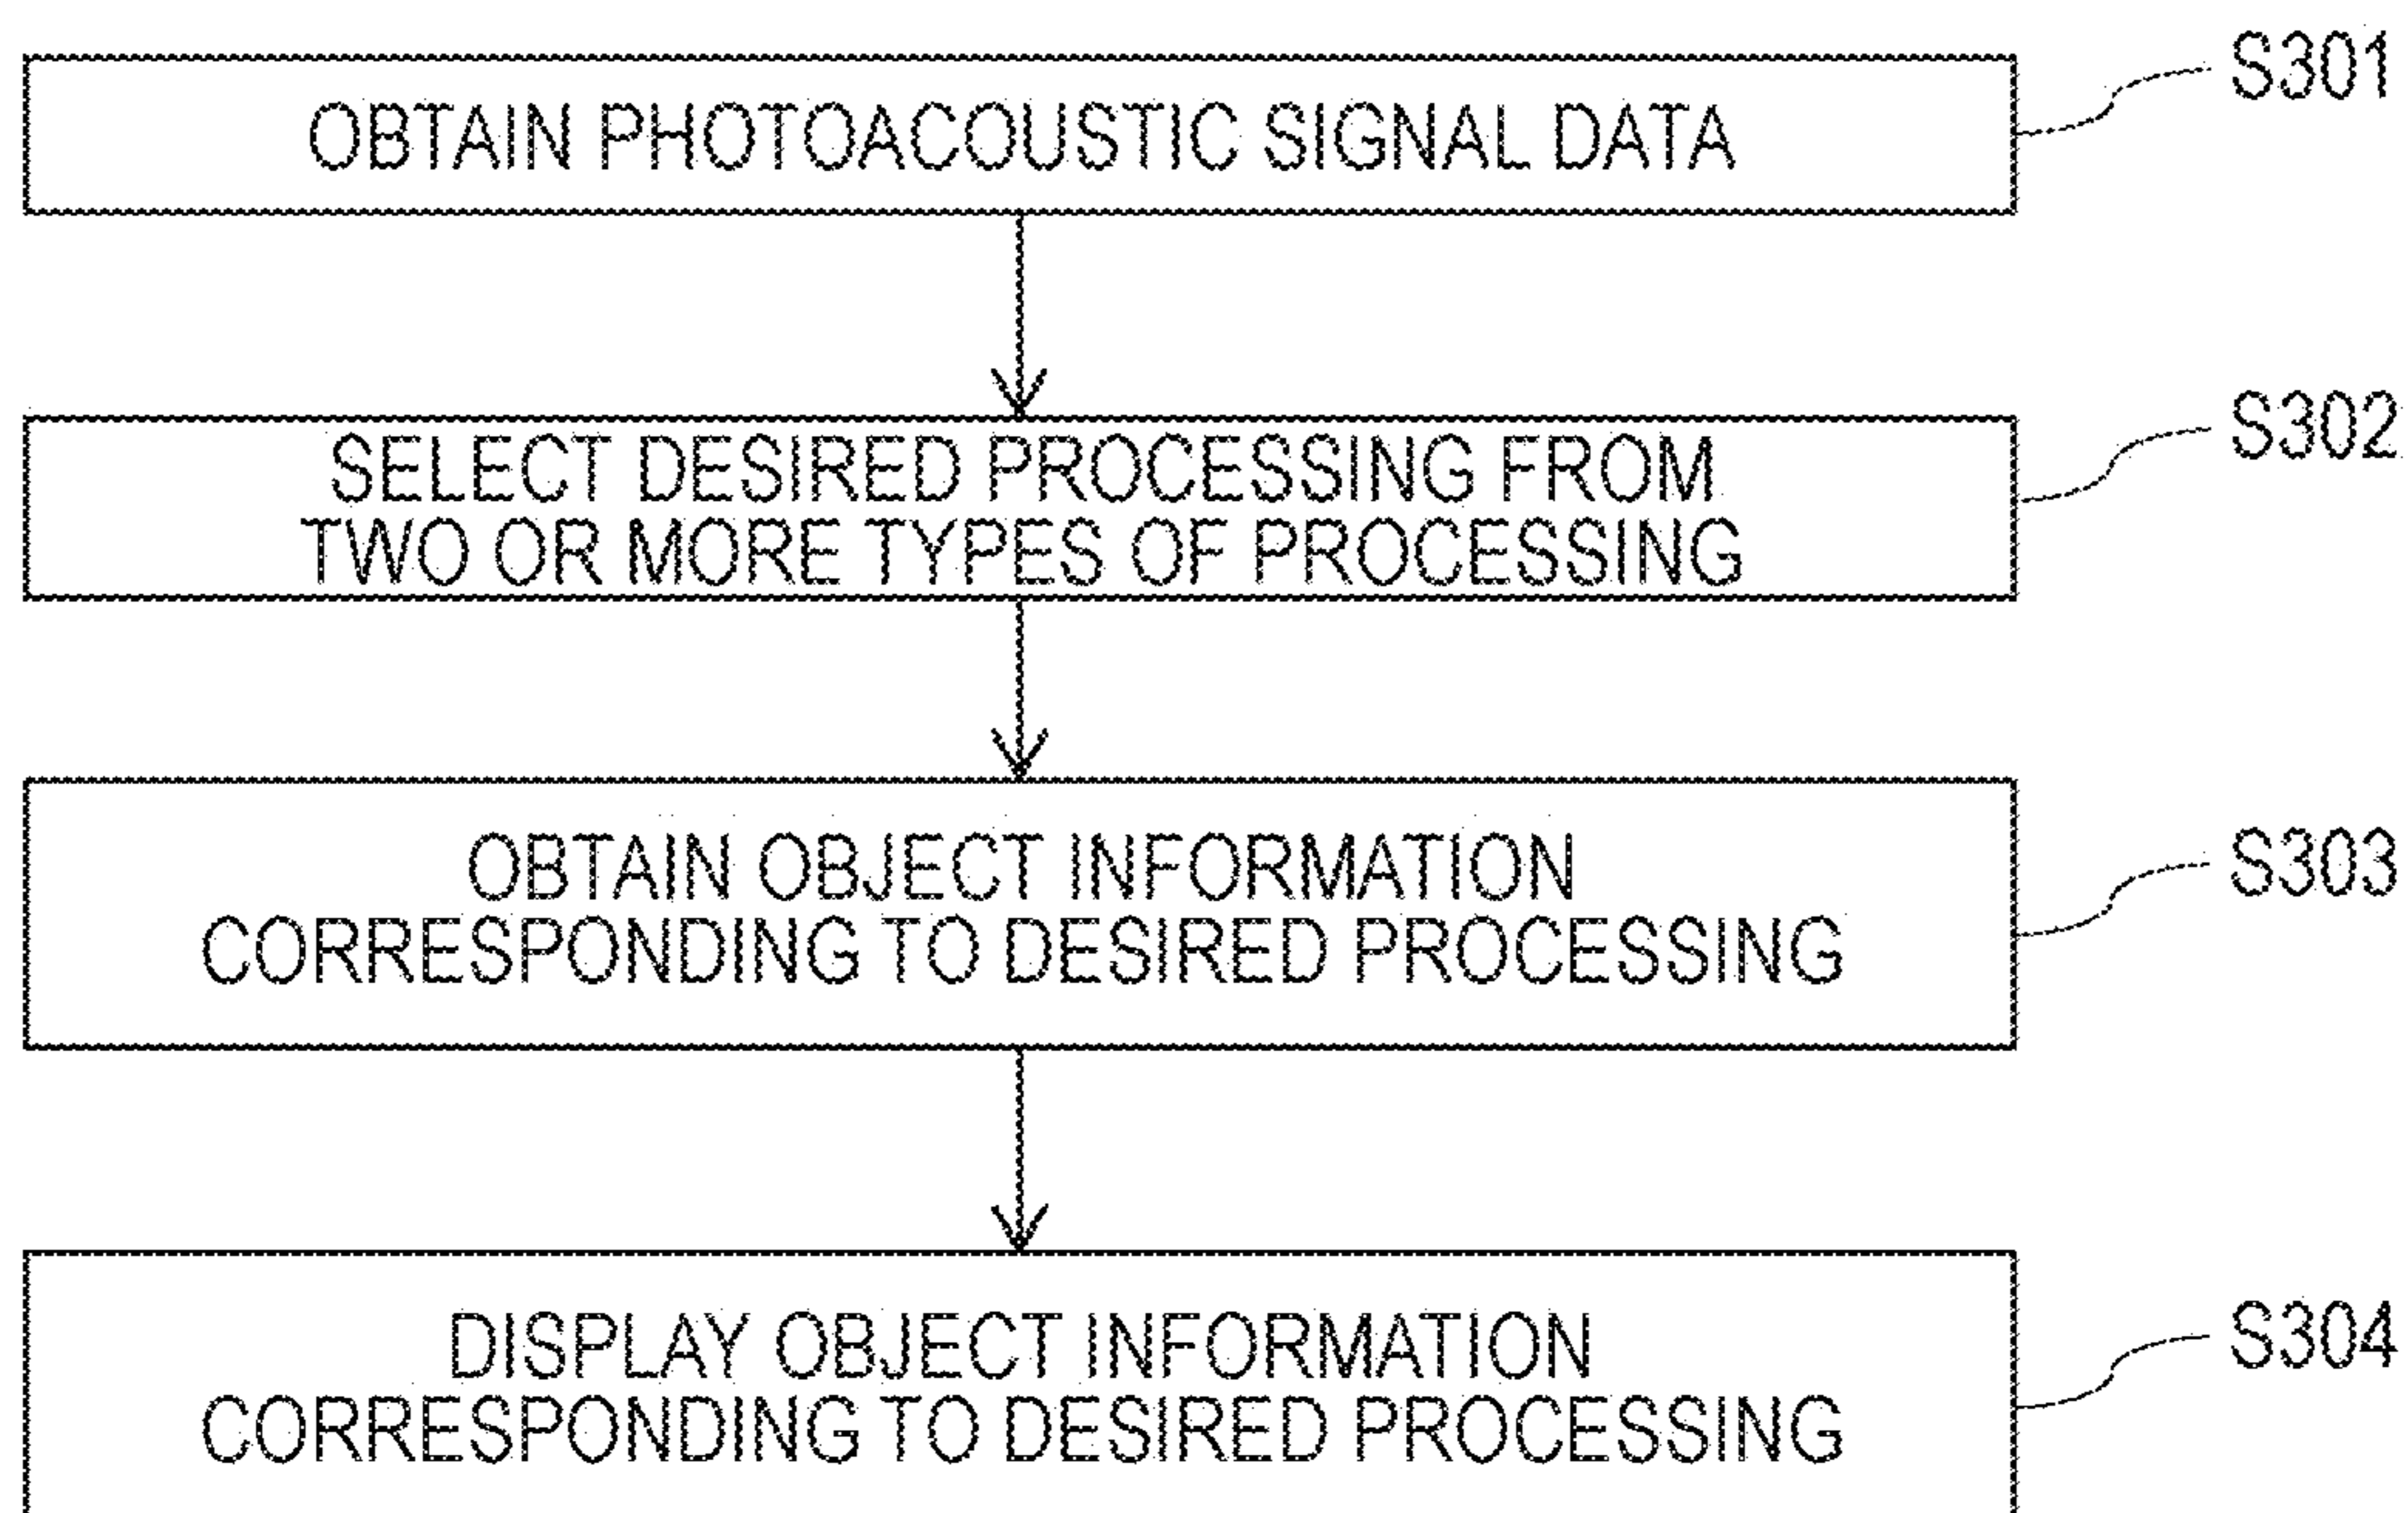 S301
OBTAIN PHOTOACOUSTIC SIGNAL DATA
S302
SELECT DESIRED PROCESSING FROM
TWO OR MORE TYPES OF PROCESSING
S303
OBTAIN OBJECT INFORMATION
CORRESPONDING TO DESIRED PROCESSING
S304
DISPLAY OBJECT INFORMATION
CORRESPONDING TO DESIRED PROCESSING